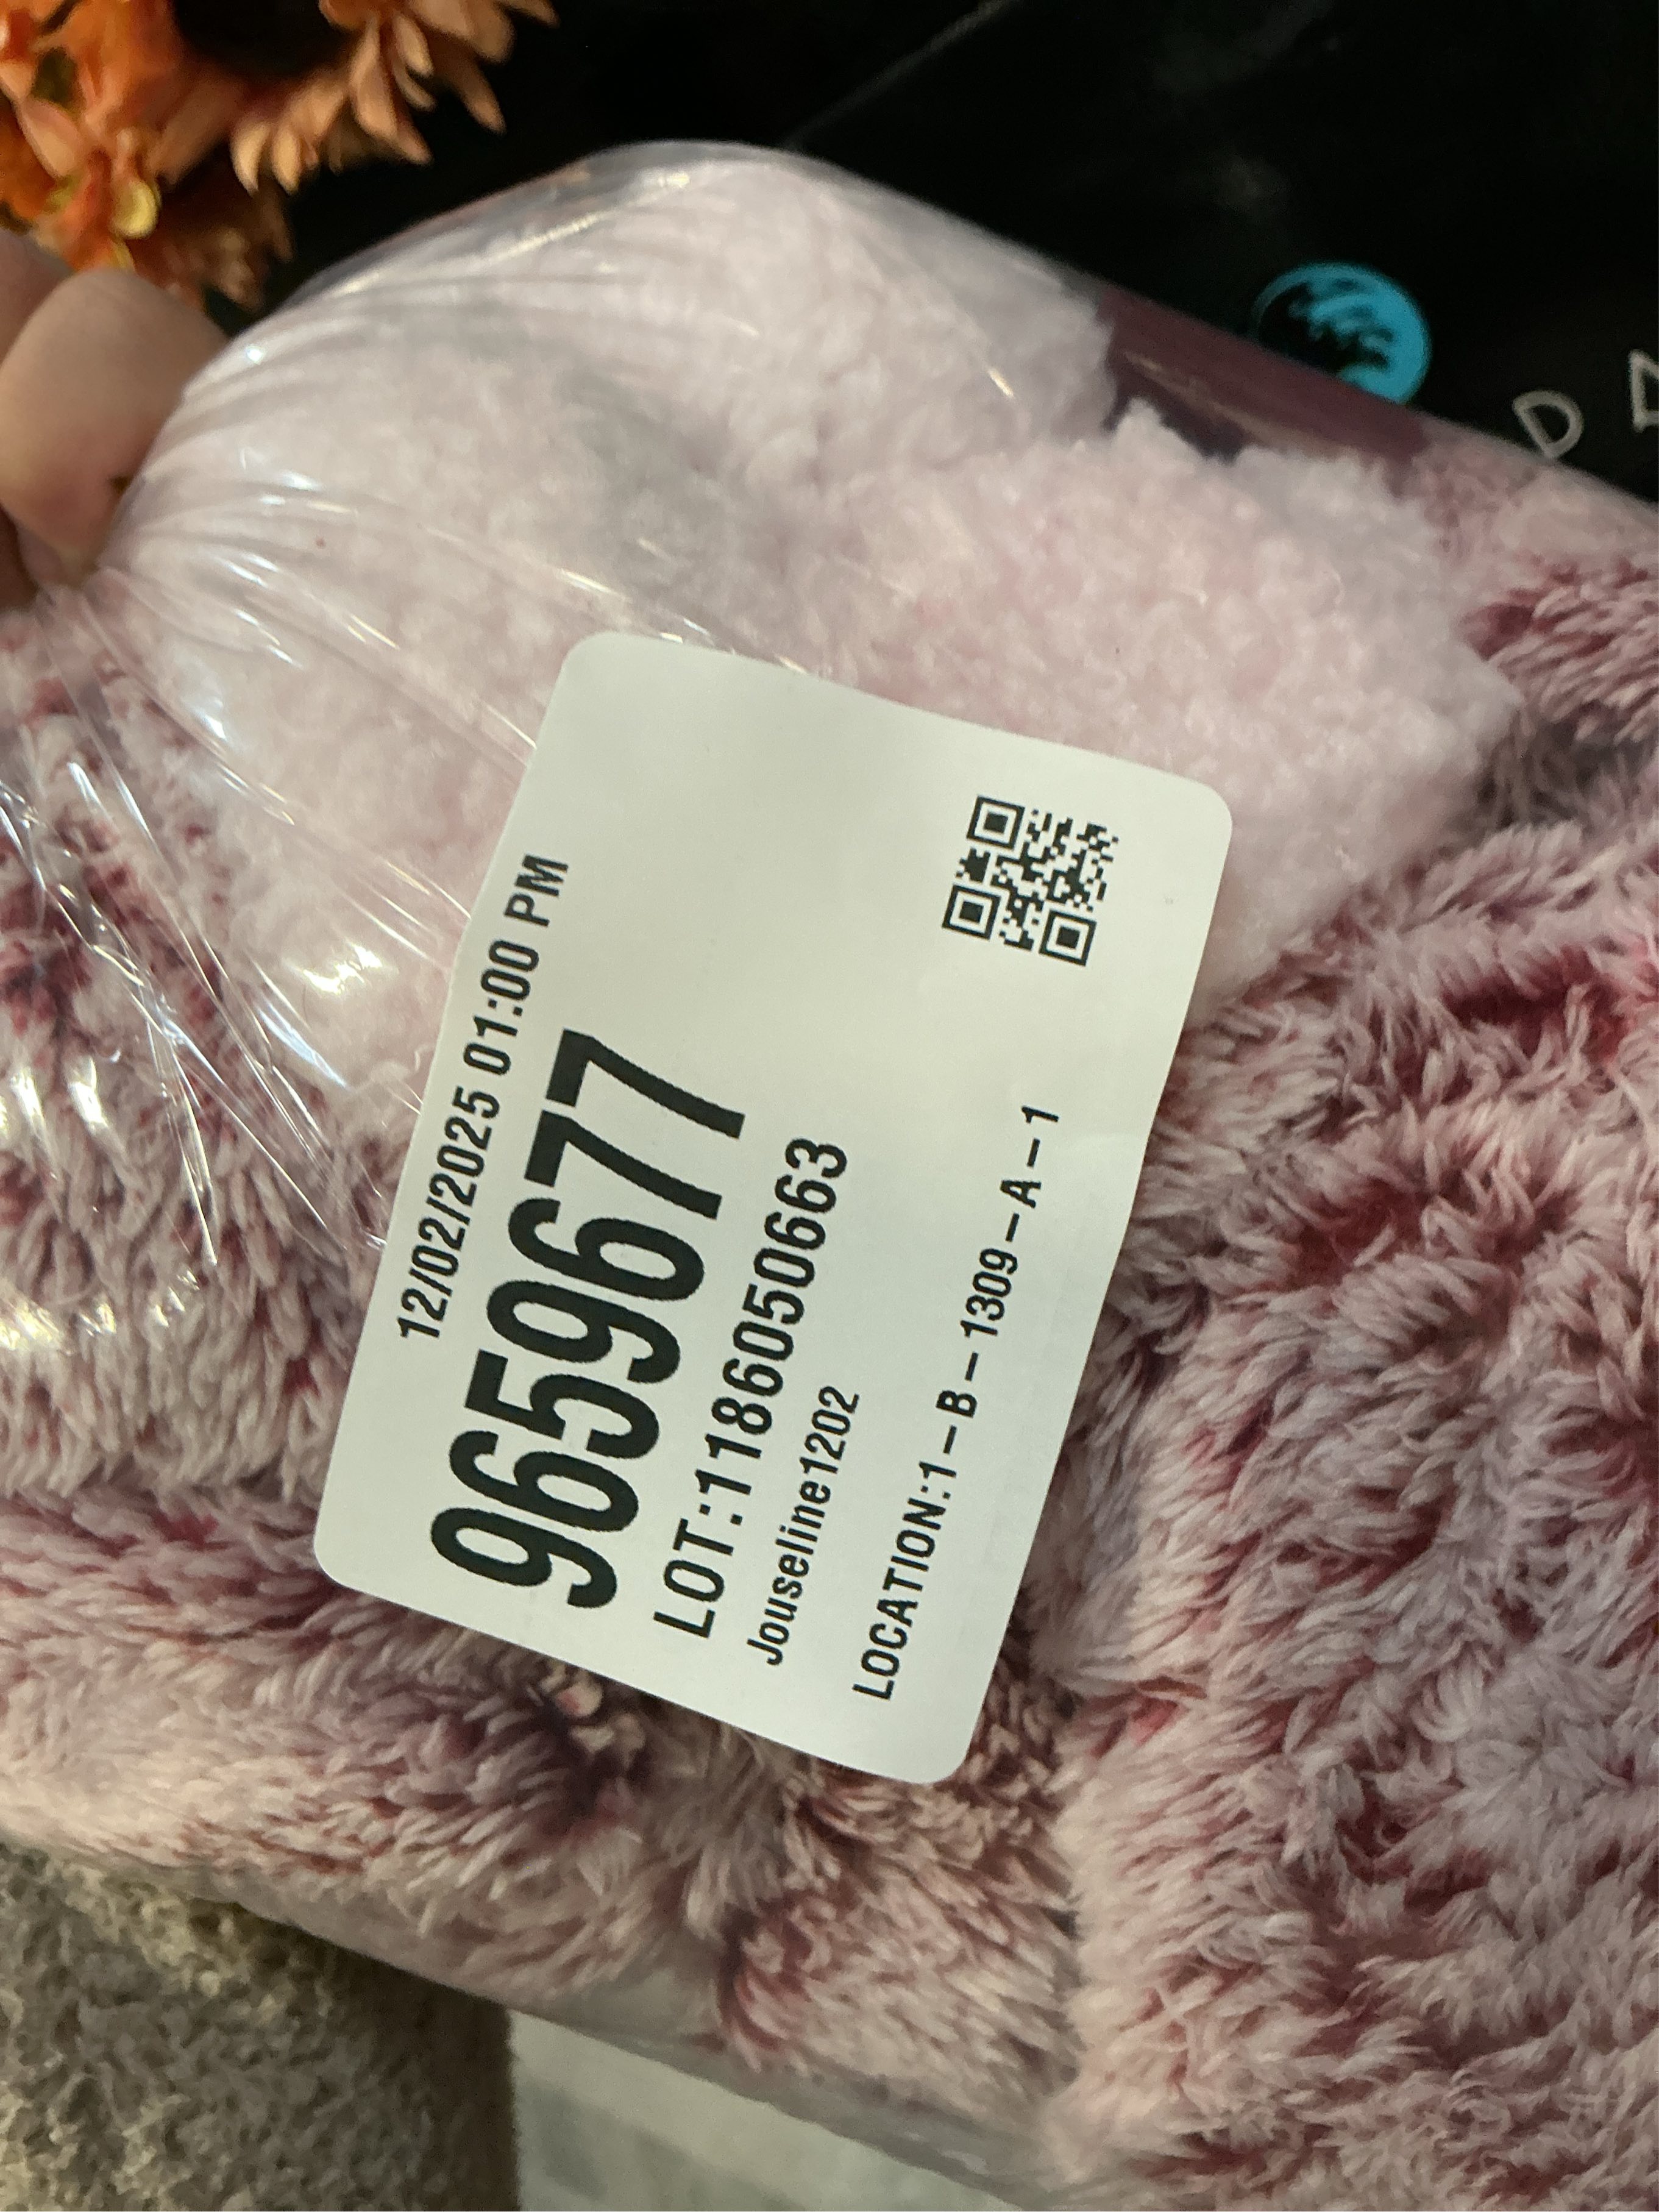 12/02/2025 01:00 PM
965967７
LOT:1186050663
Jouseline1202
LOCATION:1-B-1309-A-1
D